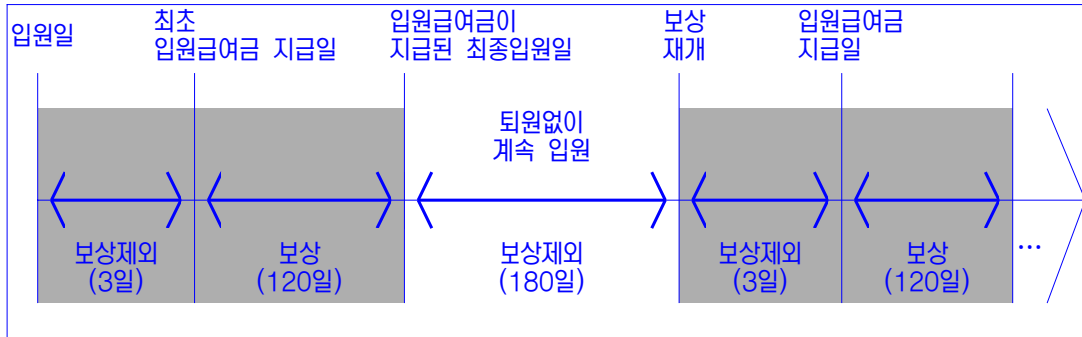 입원일
최초
입원급여금 지급일
입원급여금이
지급된 최종입원일
보상
재개
입원급여금
지급일
퇴원없이
계속 입원
보상제외
(3일)
보상
(120일)
보상제외
(180일)
보상제외
(3일)
보상
(120일)
...